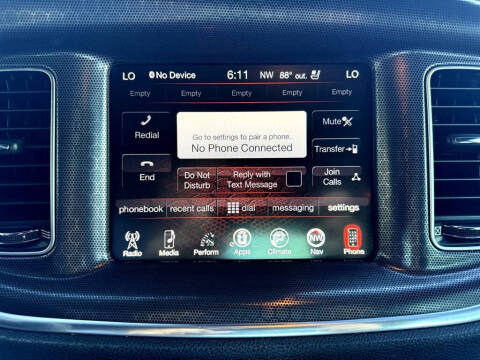 LO No Device 6:11 NW 88° out. LO
Empty Empty Empty Empty Empty
Redial
Go to settings to pair a phone.
No Phone Connected
Mute
Transfer
End
Do Not
Disturb
Reply with
Text Message
Join
Calls
phonebook recent calls dial messaging settings
NW
Radio Media Perform Apps Climate Nav Phone